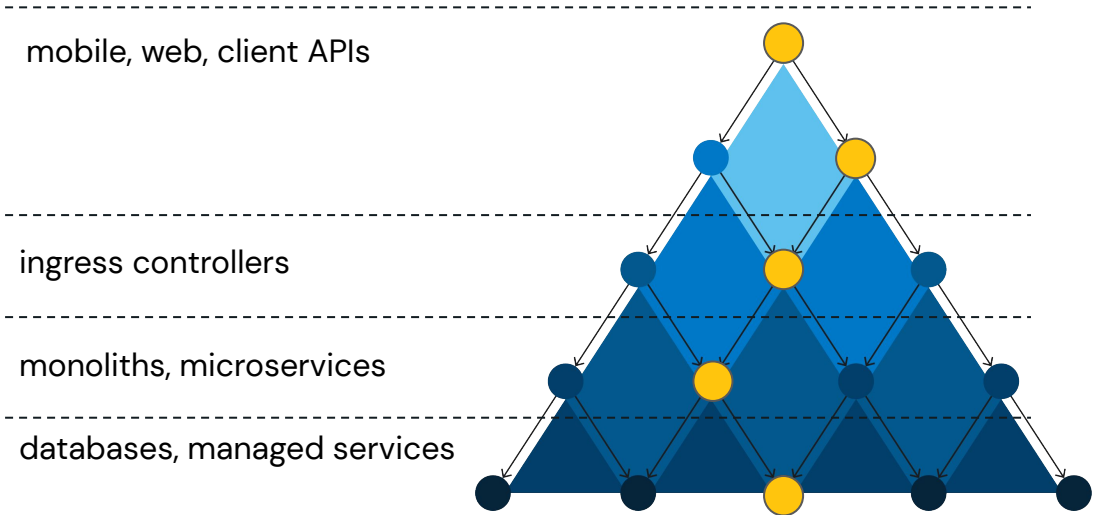 mobile, web, client APIs
ingress controllers
monoliths, microservices
databases, managed services